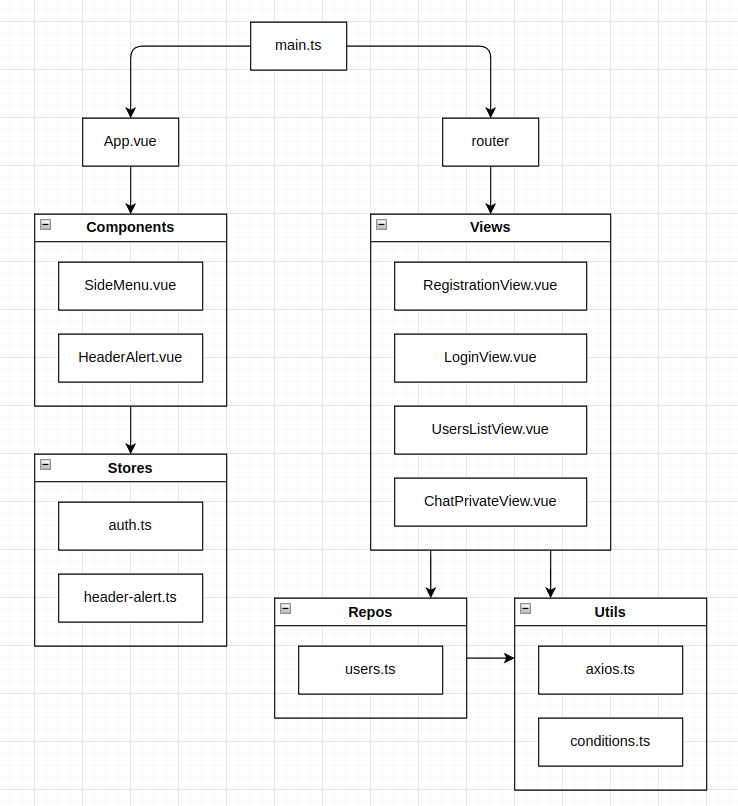 main.ts
App.vue
router
Components
SideMenu.vue
HeaderAlert.vue
Stores
auth.ts
header-alert.ts
Views
RegistrationView.vue
LoginView.vue
UsersListView.vue
ChatPrivateView.vue
Repos
users.ts
Utils
axios.ts
conditions.ts